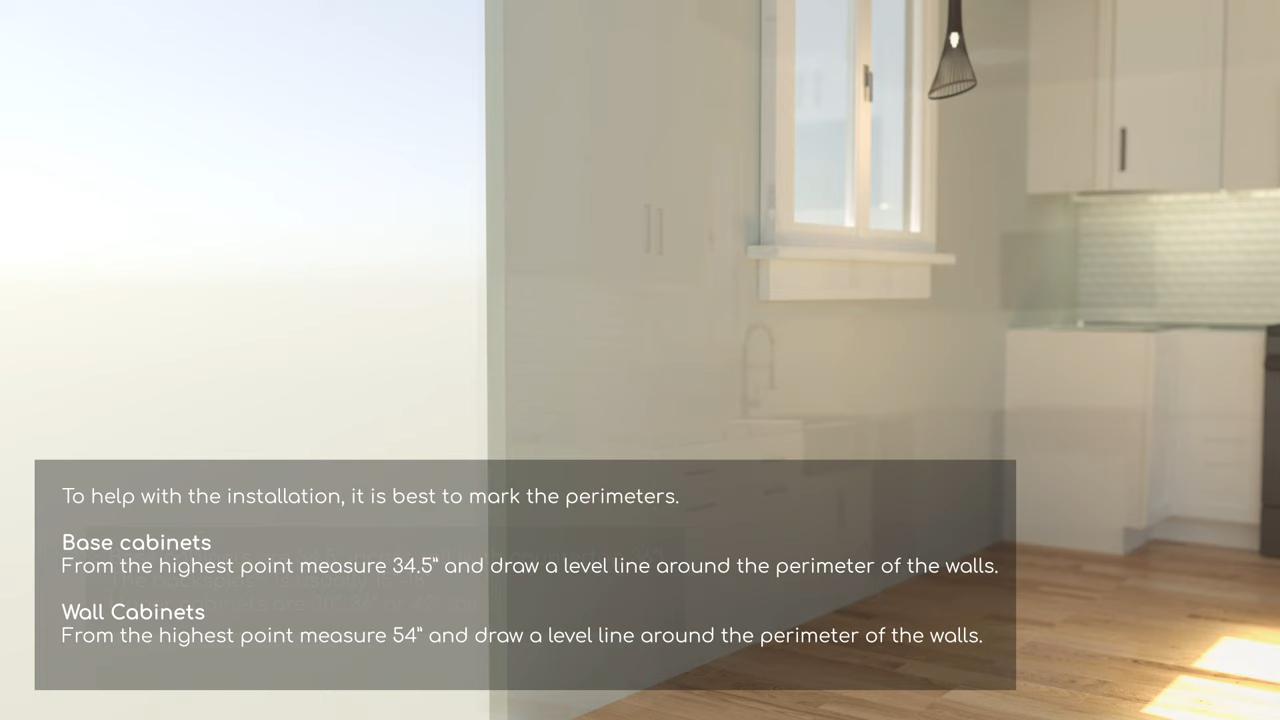 To help with the installation, it is best to mark the perimeters.
Base cabinets
From the highest point measure 34.5” and draw a level line around the perimeter of the walls.
Wall Cabinets
From the highest point measure 54” and draw a level line around the perimeter of the walls.